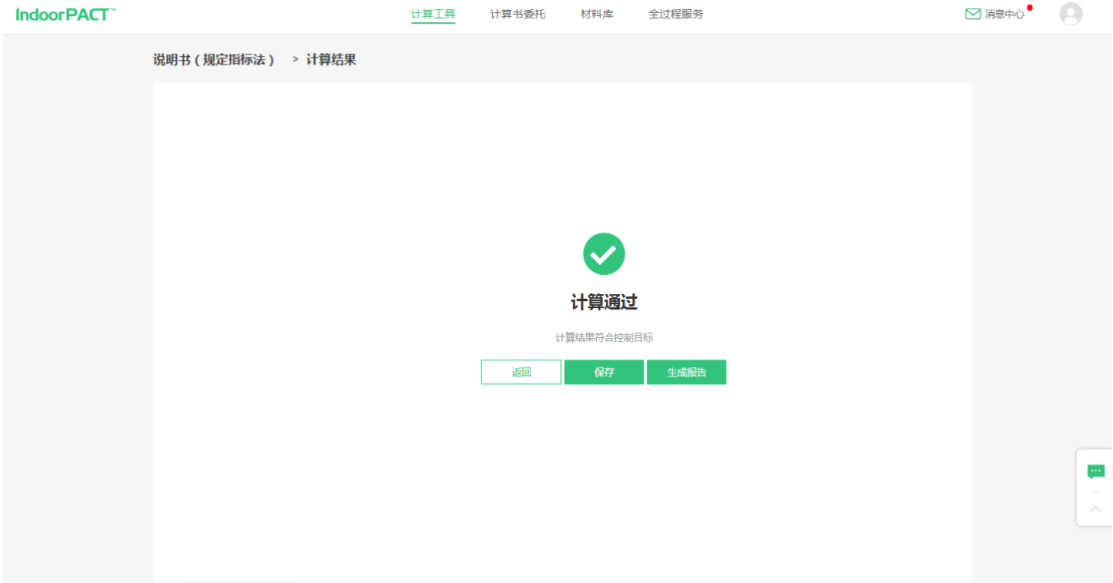 IndoorPACT™ 计算工具 计算书委托 材料库 全过程服务 消息中心
说明书（规定指标法） > 计算结果
计算通过
计算结果符合控制目标
返回 保存 生成报告